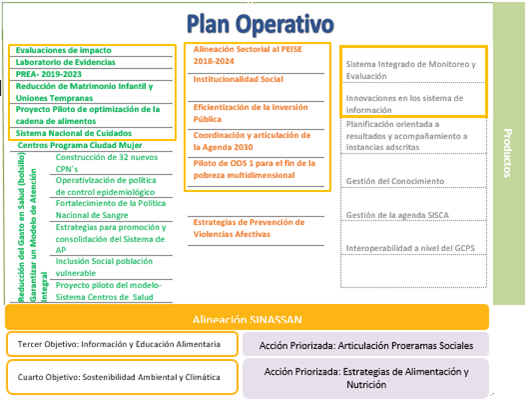 Plan Operativo
Evaluaciones de impacto
Laboratorio de Evidencias
PREA- 2019-2023
Reducción de Matrimonio Infantil y
Uniones Tempranas
Proyecto Piloto de optimización de la
cadena de alimentos
Sistema Nacional de Cuidados
Centros Programa Ciudad Mujer
Reducción del Gasto en Salud (bolsillo)
Garantizar un Modelo de Atención
Integral
Construcción de 32 nuevos
CPN´s
Operativización de política
de control epidemiológico
Fortalecimiento de la Política
Nacional de Sangre
Estrategias para promoción y
consolidación del Sistema de
AP
Inclusión Social población
vulnerable
Proyecto piloto del modelo-
Sistema Centros de Salud
Alineación Sectorial al PEISE
2018-2024
Institucionalidad Social
Eficientización de la Inversión
Pública
Coordinación y articulación de
la Agenda 2030
Piloto de ODS 1 para el fin de la
pobreza multidimensional
Estrategias de Prevención de
Violencias Afectivas
Sistema Integrado de Monitoreo y
Evaluación
Innovaciones en los sistema de
información
Planificación orientada a
resultados y acompañamiento a
instancias adscritas
Gestión del Conocimiento
Gestión de la agenda SISCA
Interoperabilidad a nivel del GCPS
Productos
Alineación SINASSAN
Tercer Objetivo: Información y Educación Alimentaria
Acción Priorizada: Articulación Programas Sociales
Cuarto Objetivo: Sostenibilidad Ambiental y Climática
Acción Priorizada: Estrategias de Alimentación y
Nutrición